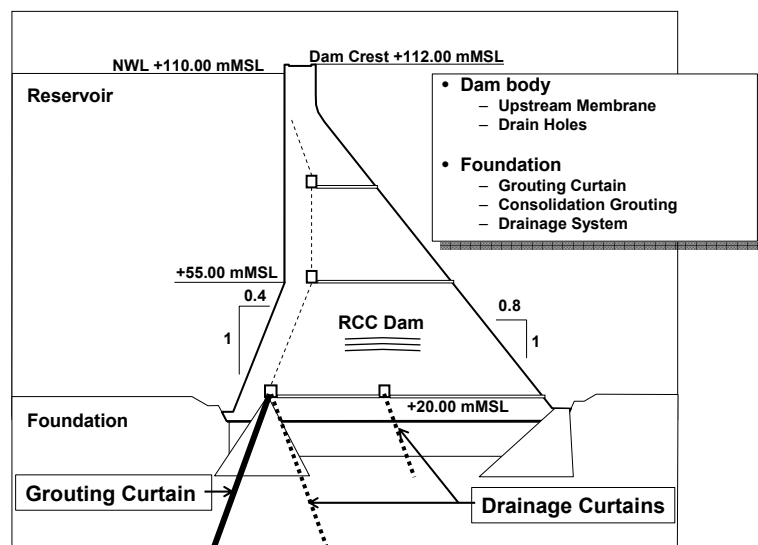 NWL +110.00 mMSL
Dam Crest +112.00 mMSL
Reservoir
• Dam body
– Upstream Membrane
– Drain Holes
• Foundation
– Grouting Curtain
– Consolidation Grouting
– Drainage System
+55.00 mMSL
0.4
1
0.8
1
RCC Dam
+20.00 mMSL
Foundation
Grouting Curtain
Drainage Curtains